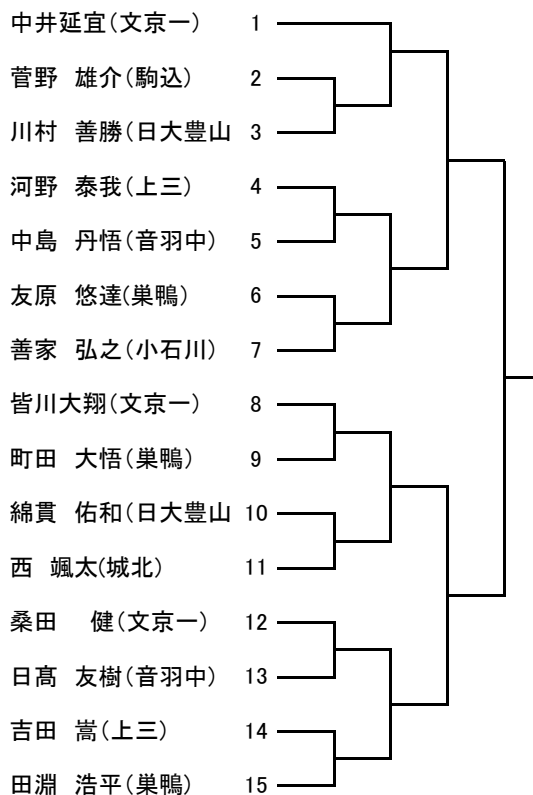 中井延宜(文京一) 1
菅野 雄介(駒込) 2
川村 善勝(日大豊山 3
河野 泰我(上三) 4
中島 丹悟(音羽中) 5
友原 悠達(巣鴨) 6
善家 弘之(小石川) 7
皆川大翔(文京一) 8
町田 大悟(巣鴨) 9
綿貫 佑和(日大豊山 10
西 颯太(城北) 11
桑田 健(文京一) 12
日髙 友樹(音羽中) 13
吉田 嵩(上三) 14
田淵 浩平(巣鴨) 15